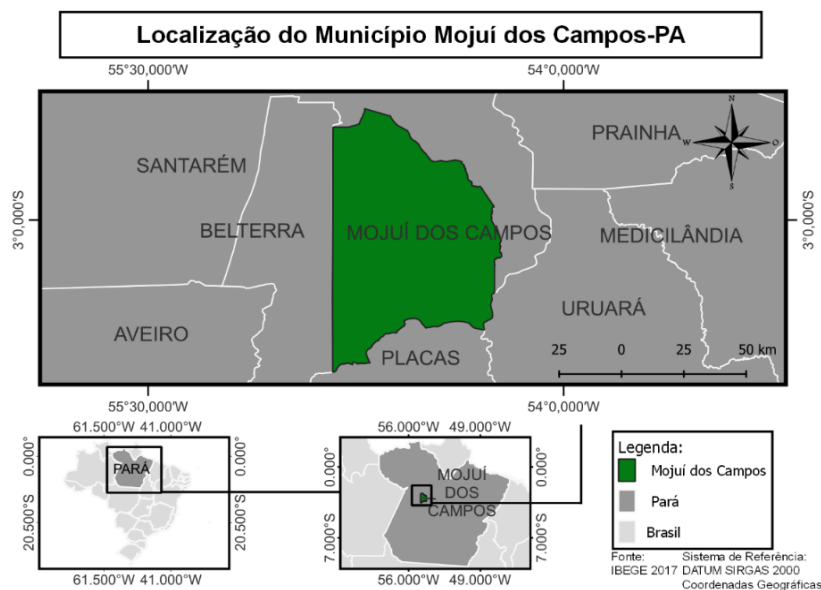 Localização do Município Mojuí dos Campos-PA
55°30,000'W 54°0,000'W
3°0,000'S
3°0,000'S
SANTARÉM
BELTERRA
MOJUÍ DOS CAMPOS
PRAINHA
N
W O
S
MEDICILÂNDIA
URUARÁ
AVEIRO
PLACAS
25 0 25 50 km
55°30,000'W 54°0,000'W
61.500°W 41.000°W
0.000°
20.500°S
PARÁ
0.000°
20.500°S
61.500°W 41.000°W
56.000°W 49.000°W
0.000°
7.000°S
MOJUÍ
DOS
CAMPOS
0.000°
7.000°S
56.000°W 49.000°W
Legenda:
Mojuí dos Campos
Pará
Brasil
Fonte:
IBEGE 2017
Sistema de Referência:
DATUM SIRGAS 2000
Coordenadas Geográficas